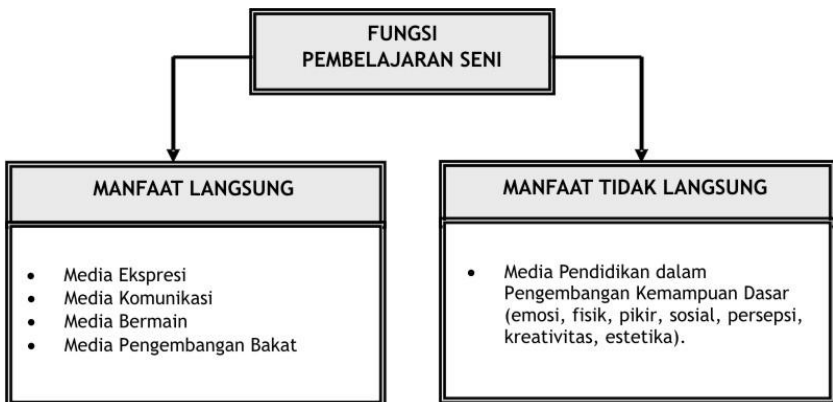 FUNGSI
PEMBELAJARAN SENI
MANFAAT LANGSUNG
• Media Ekspresi
• Media Komunikasi
• Media Bermain
• Media Pengembangan Bakat
MANFAAT TIDAK LANGSUNG
• Media Pendidikan dalam
Pengembangan Kemampuan Dasar
(emosi, fisik, pikir, sosial, persepsi,
kreativitas, estetika).